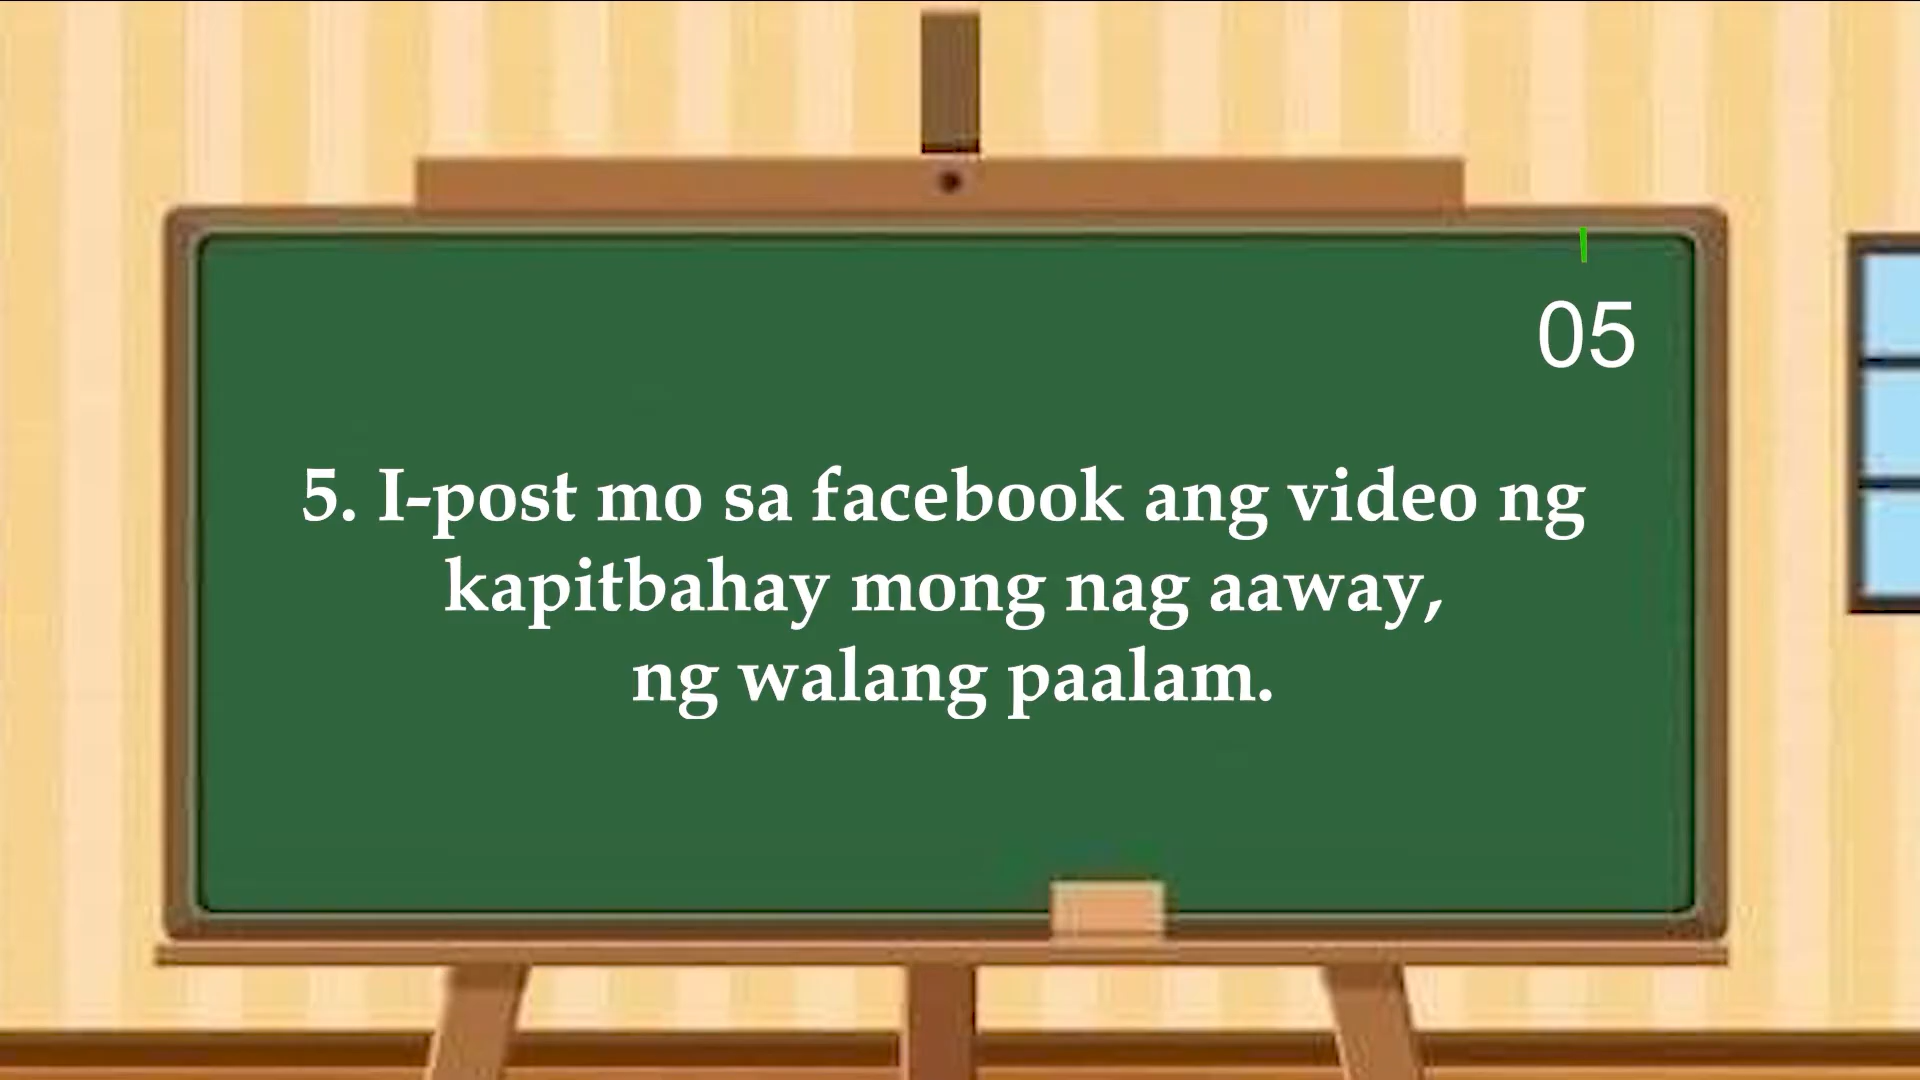 05
5. I-post mo sa facebook ang video ng
kapitbahay mong nag aaway,
ng walang paalam.